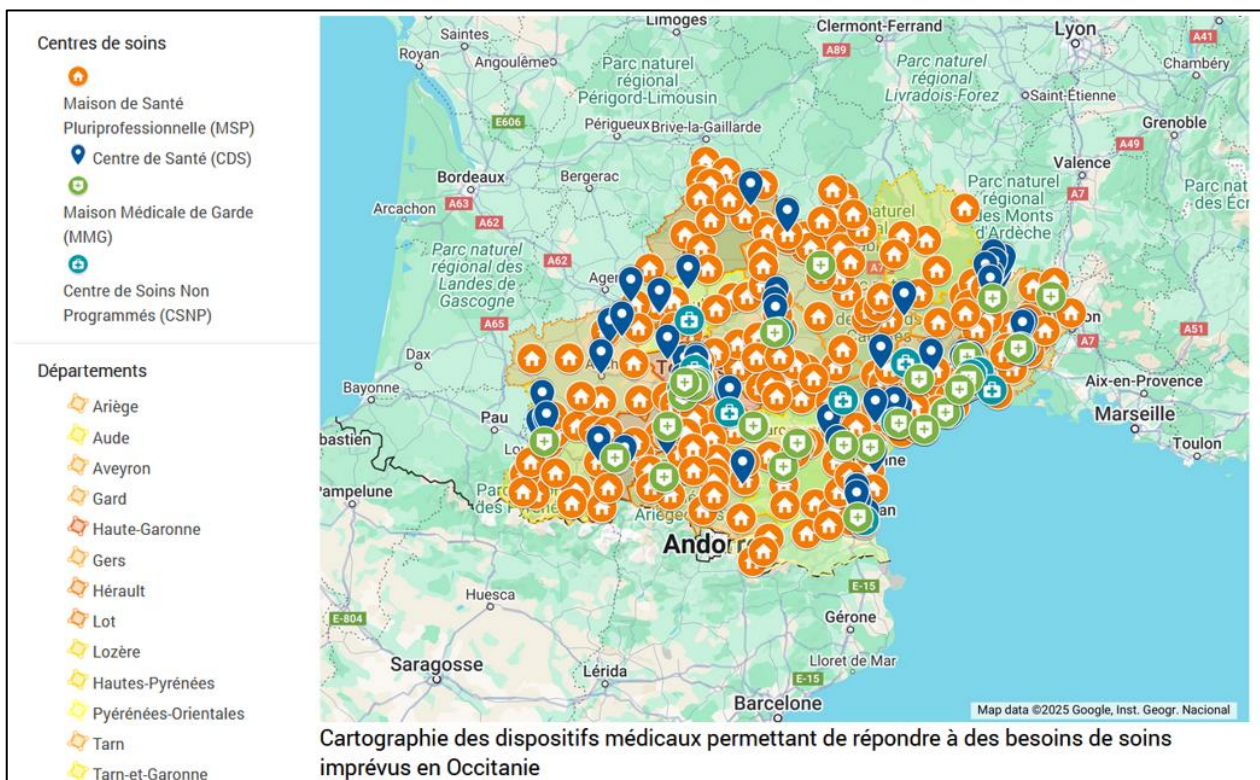 Centres de soins
Maison de Santé
Pluriprofessionnelle (MSP)
Centre de Santé (CDS)
Maison Médicale de Garde
(MMG)
Centre de Soins Non
Programmés (CSNP)
Départements
Ariège
Aude
Aveyron
Gard
Haute-Garonne
Gers
Hérault
Lot
Lozère
Hautes-Pyrénées
Pyérénées-Orientales
Tarn
Tarn-et-Garonne
Limoges
Clermont-Ferrand
Lyon
A41
Saintes
Royan
Angoulême
A89
Chambéry
Parc naturel
régional
Périgord-Limousin
Parc naturel
régional
Livradois-Forez
Saint-Étienne
E606
Périgueux
Brive-la-Gaillarde
Grenoble
A49
Valence
Bordeaux
Bergerac
A63
A62
A7
Arcachon
Parc naturel
régional des
Landes de
Gascogne
A62
Parc naturel
des Monts
d'Ardèche
A65
A51
A7
Dax
Bayonne
Pau
Aix-en-Provence
Marseille
Toulon
Andorre
Huesca
E-15
E-804
Gérone
Saragosse
Lérida
Lloret de Mar
E-15
Barcelone
Map data ©2025 Google, Inst. Geogr. Nacional
Cartographie des dispositifs médicaux permettant de répondre à des besoins de soins
imprévus en Occitanie